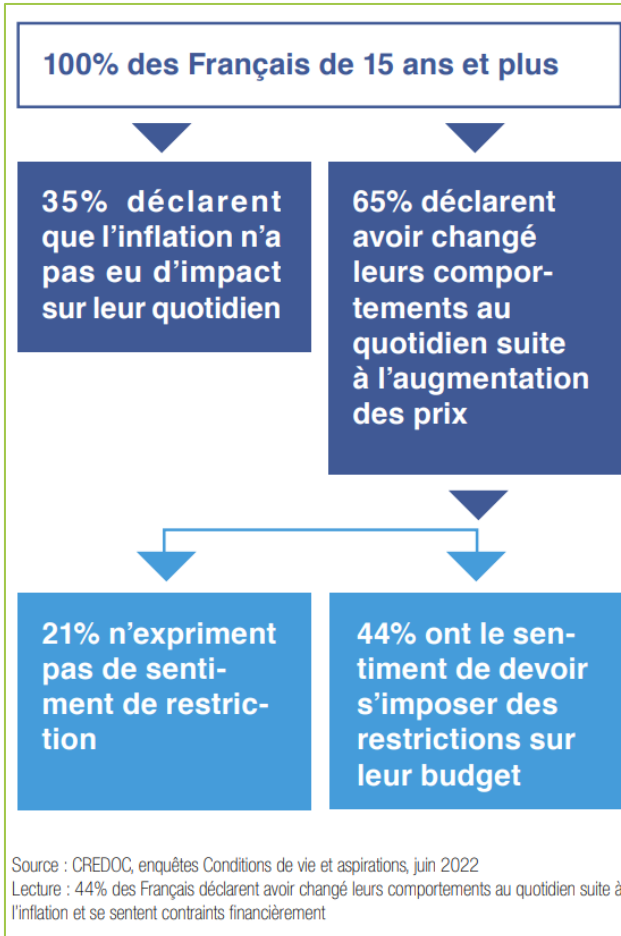 100% des Français de 15 ans et plus
35% déclarent
que l'inflation n'a
pas eu d'impact
sur leur quotidien
65% déclarent
avoir changé
leurs compor-
tements au
quotidien suite
à l'augmentation
des prix
21% n'expriment
pas de senti-
ment de restric-
tion
44% ont le sen-
timent de devoir
s'imposer des
restrictions sur
leur budget
Source : CREDOC, enquêtes Conditions de vie et aspirations, juin 2022
Lecture : 44% des Français déclarent avoir changé leurs comportements au quotidien suite à
l'inflation et se sentent contraints financièrement